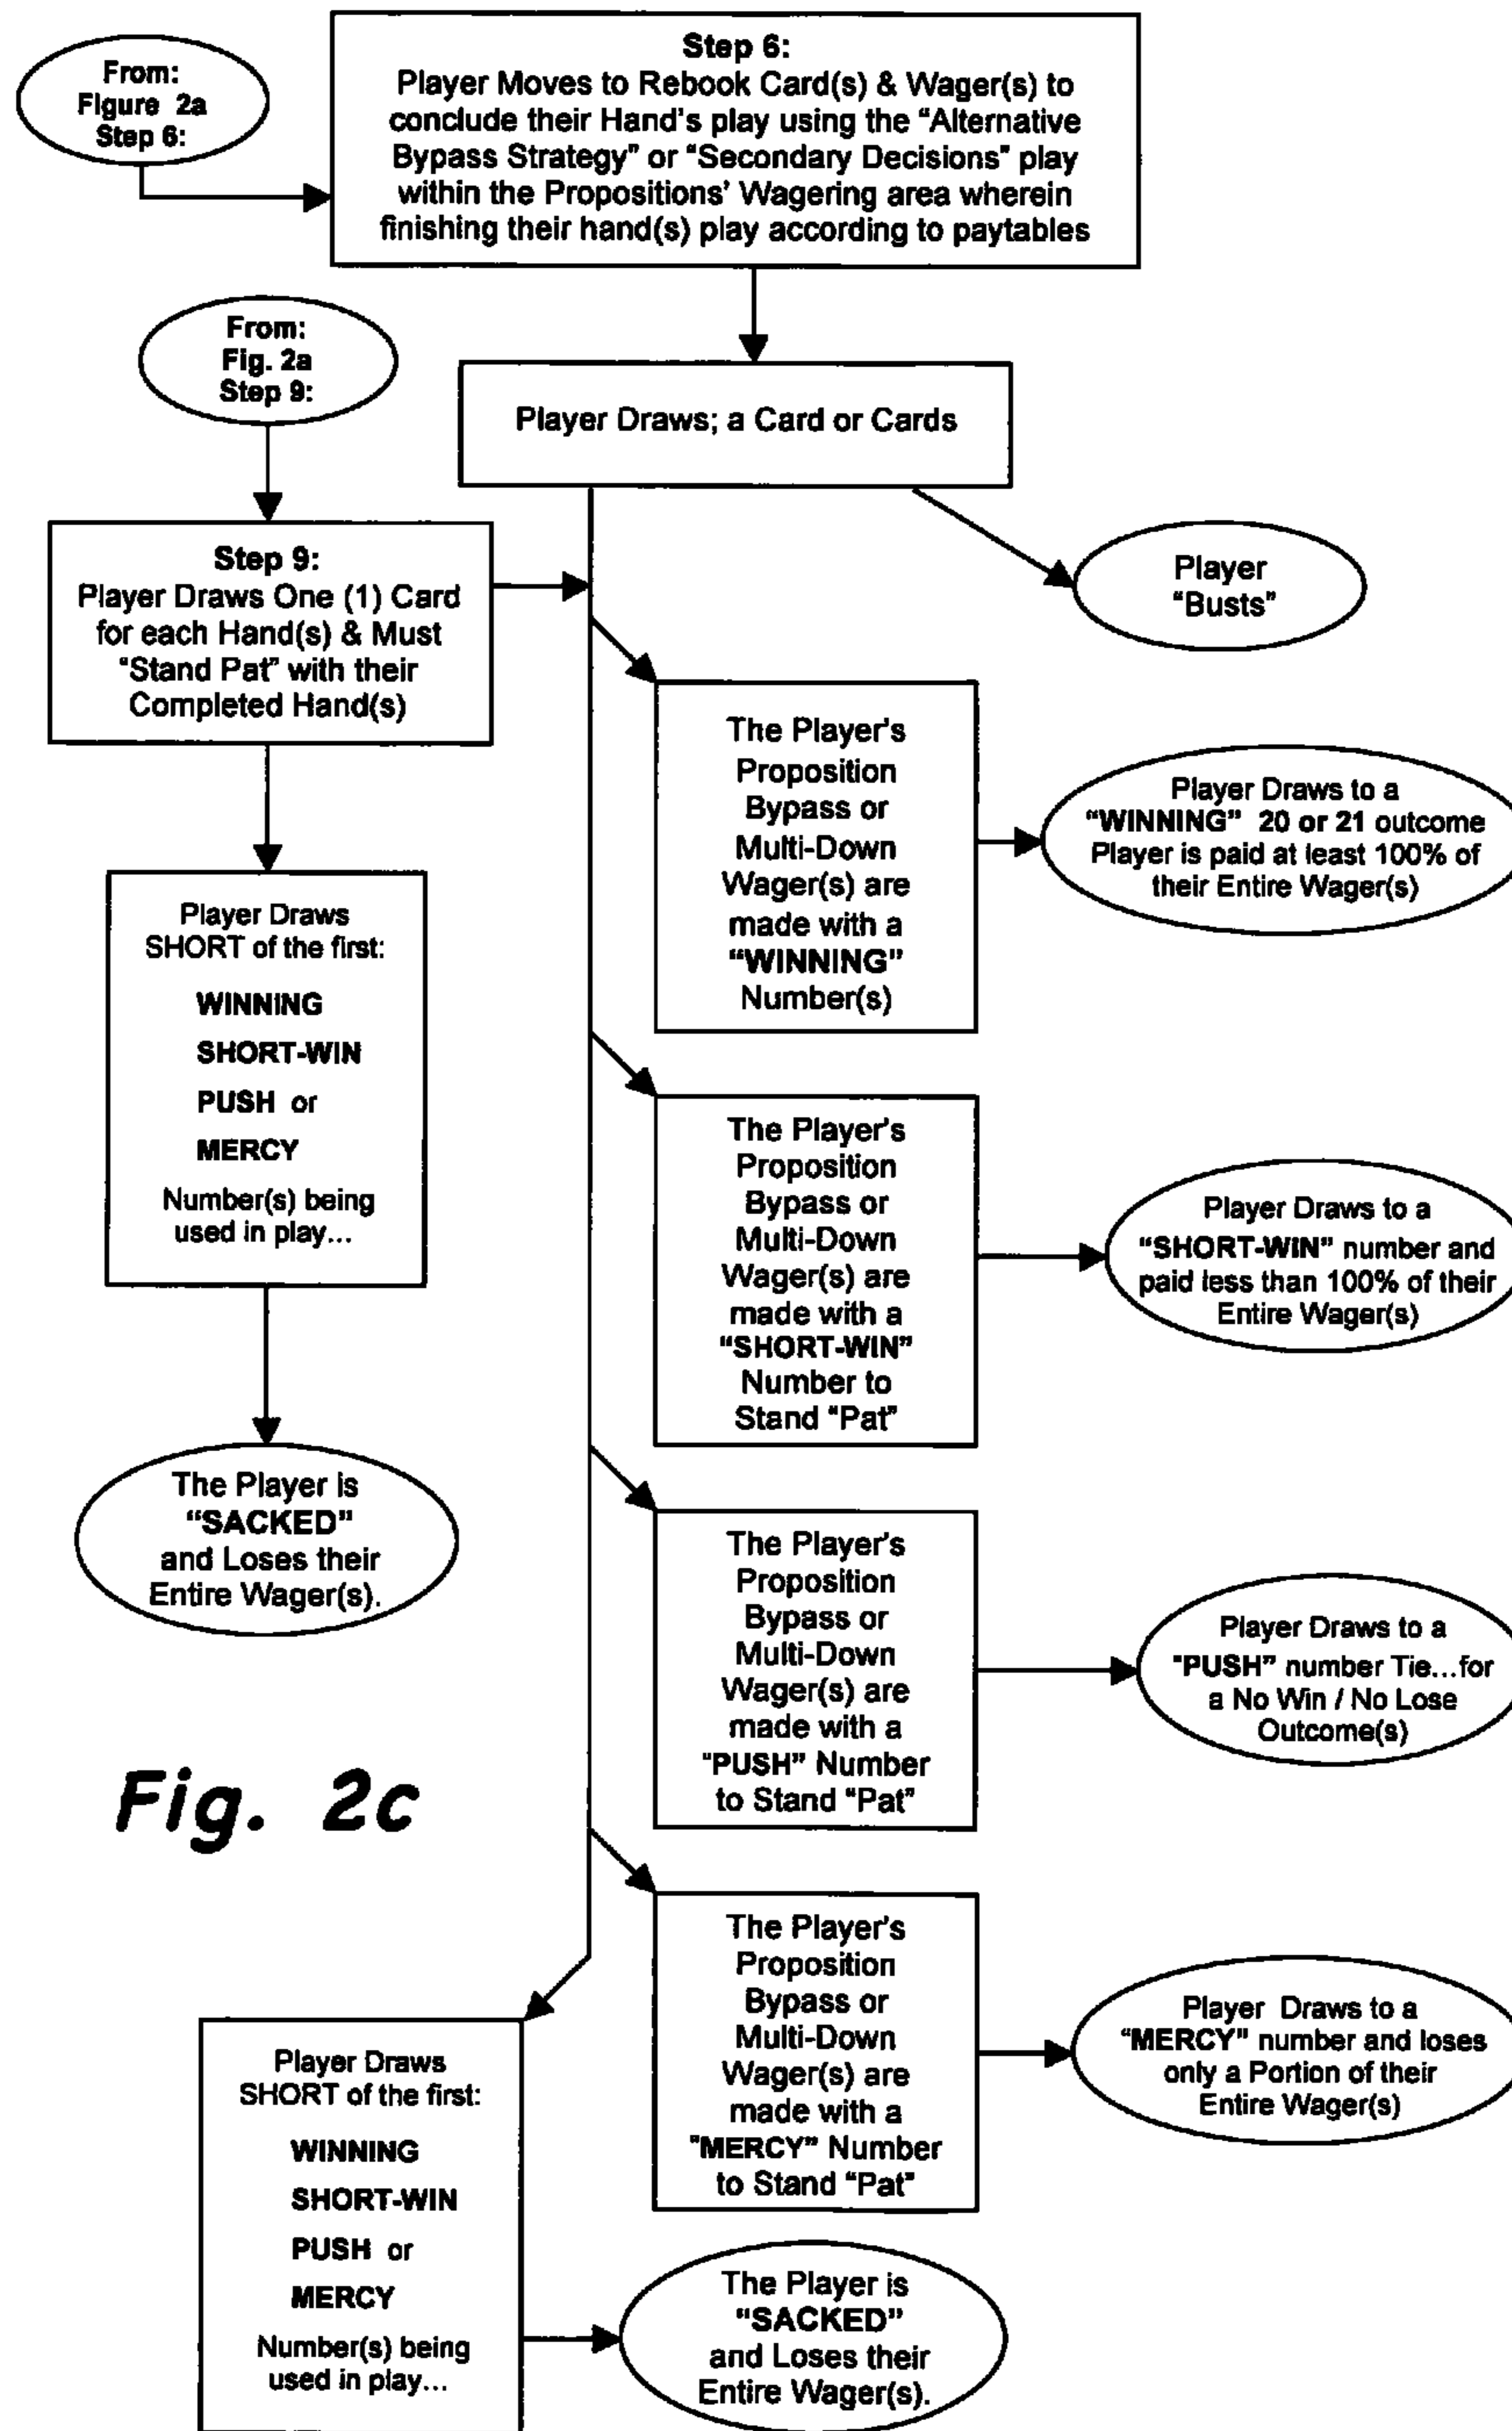 From:
Figure 2a
Step 6:
Step 6:
Player Moves to Rebook Card(s) & Wager(s) to
conclude their Hand's play using the “Alternative
Bypass Strategy” or “Secondary Decisions” play
within the Propositions' Wagering area wherein
finishing their hand(s) play according to paytables
From:
Fig. 2a
Step 9:
Player Draws; a Card or Cards
Step 9:
Player Draws One (1) Card
for each Hand(s) & Must
“Stand Pat” with their
Completed Hand(s)
Player
“Busts”
The Player's
Proposition
Bypass or
Multi-Down
Wager(s) are
made with a
“WINNING”
Number(s)
Player Draws to a
“WINNING” 20 or 21 outcome
Player is paid at least 100% of
their Entire Wager(s)
Player Draws
SHORT of the first:
WINNING
SHORT-WIN
PUSH or
MERCY
Number(s) being
used in play...
The Player's
Proposition
Bypass or
Multi-Down
Wager(s) are
made with a
“SHORT-WIN”
Number to
Stand “Pat”
Player Draws to a
“SHORT-WIN” number and
paid less than 100% of their
Entire Wager(s)
The Player is
“SACKED”
and Loses their
Entire Wager(s).
The Player's
Proposition
Bypass or
Multi-Down
Wager(s) are
made with a
“PUSH” Number
to Stand “Pat”
Player Draws to a
“PUSH” number Tie...for
a No Win / No Lose
Outcome(s)
Fig. 2c
The Player's
Proposition
Bypass or
Multi-Down
Wager(s) are
made with a
“MERCY” Number
to Stand “Pat”
Player Draws to a
“MERCY” number and loses
only a Portion of their
Entire Wager(s)
Player Draws
SHORT of the first:
WINNING
SHORT-WIN
PUSH or
MERCY
Number(s) being
used in play...
The Player is
“SACKED”
and Loses their
Entire Wager(s).